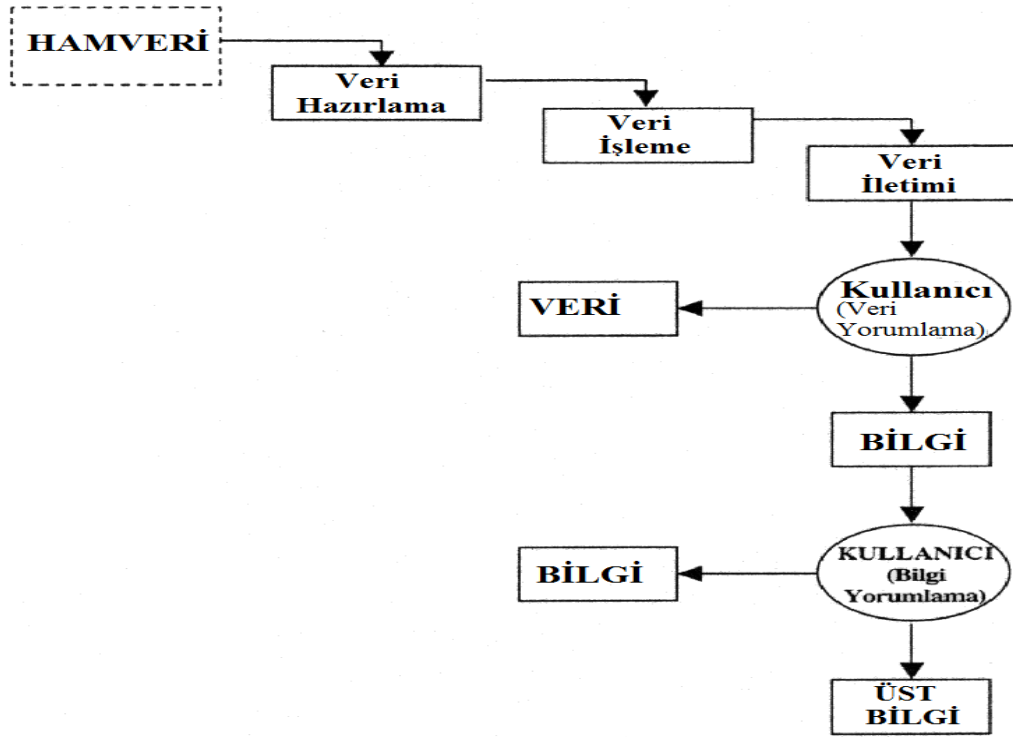 HAMVERİ
Veri
Hazırlama
Veri
İşleme
Veri
İletimi
Kullanıcı
(Veri
Yorumlama)
VERİ
BİLGİ
KULLANICI
(Bilgi
Yorumlama)
BİLGİ
ÜST
BİLGİ